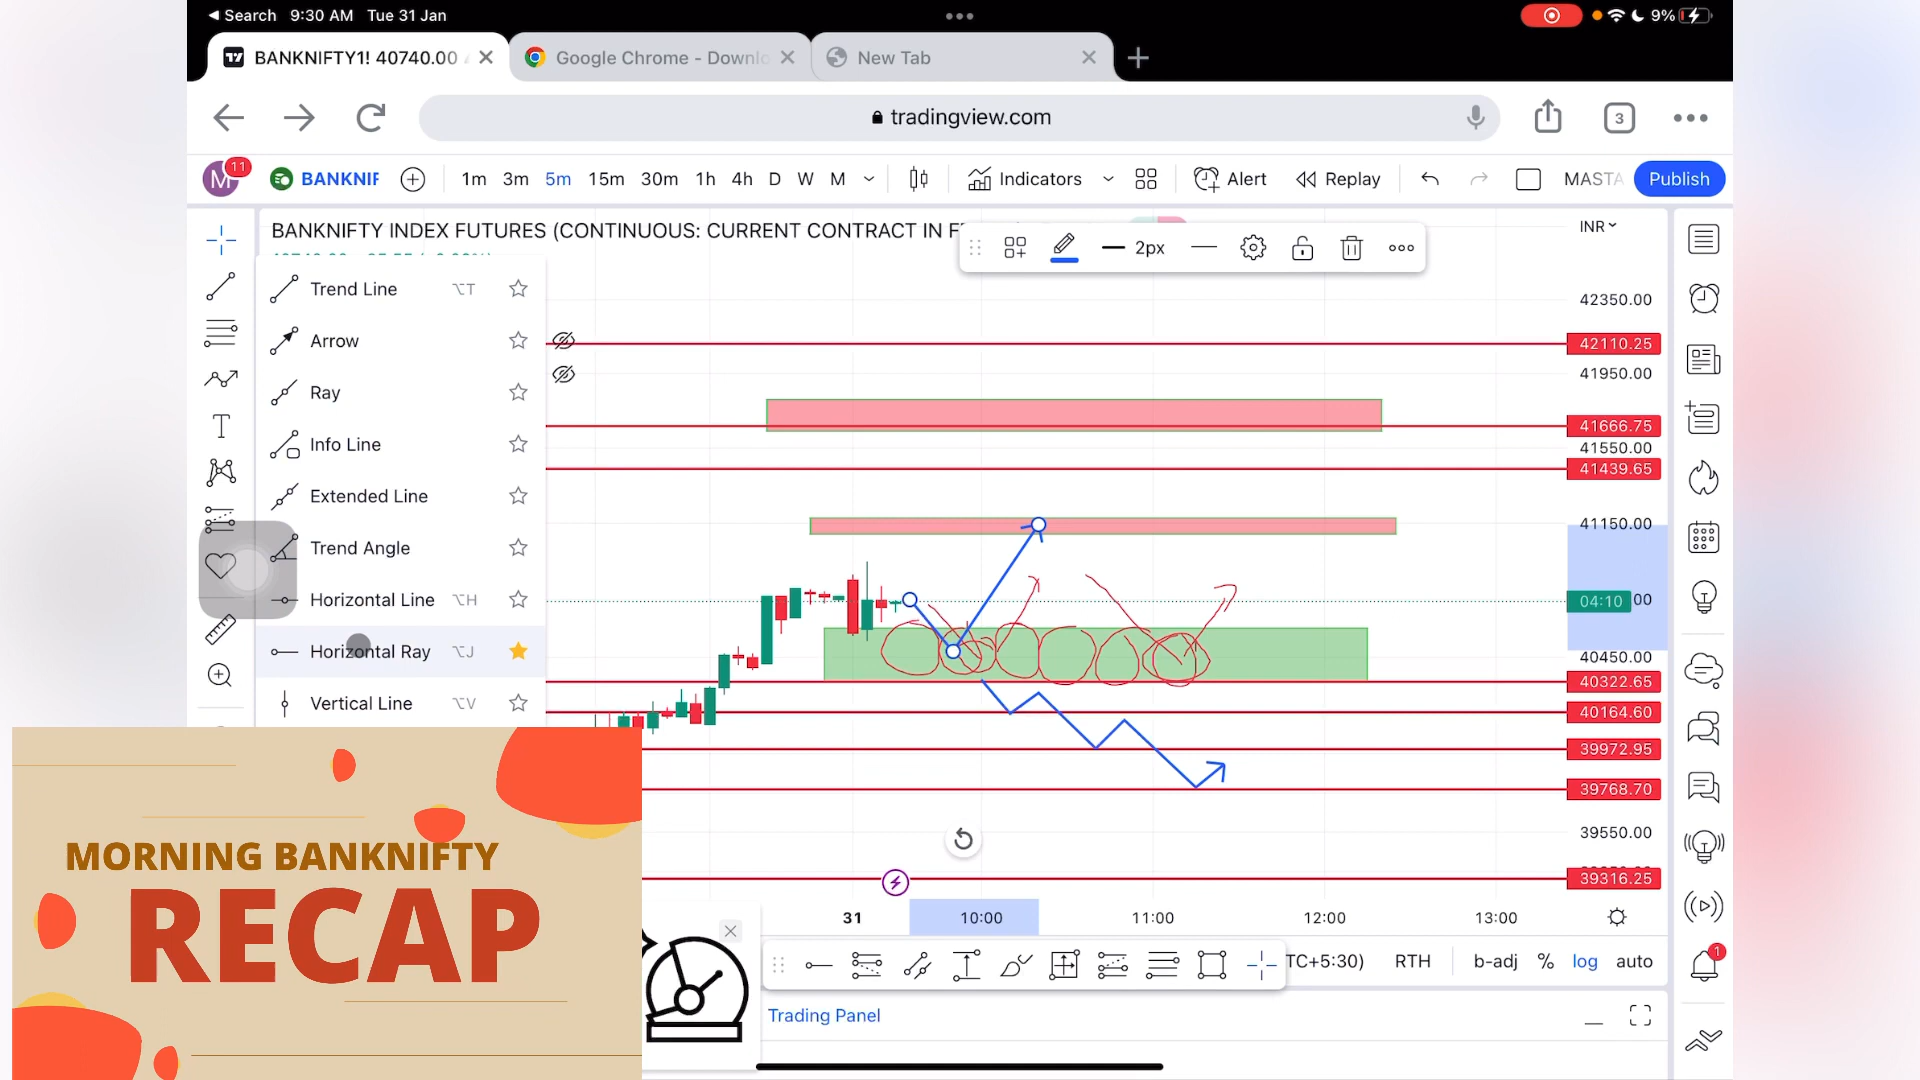 Search 9:30 AM Tue 31 Jan
9%
BANKNIFTY1! 40740.00
Google Chrome - Downlo
New Tab
tradingview.com
3
M 11
BANKNIF
1m 3m 5m 15m 30m 1h 4h D W M
Indicators
Alert
Replay
MASTA
Publish
BANKNIFTY INDEX FUTURES (CONTINUOUS: CURRENT CONTRACT IN F
INR
2px
Trend Line ⌥T
Arrow
Ray
Info Line
Extended Line
Trend Angle
Horizontal Line ⌥H
Horizontal Ray ⌥J
Vertical Line ⌥V
42350.00
42110.25
41950.00
41666.75
41550.00
41439.65
41150.00
04:10 00
40450.00
40322.65
40164.60
39972.95
39768.70
39550.00
39316.25
31 10:00 11:00 12:00 13:00
TC+5:30) RTH b-adj % log auto
1
Trading Panel
MORNING BANKNIFTY
RECAP